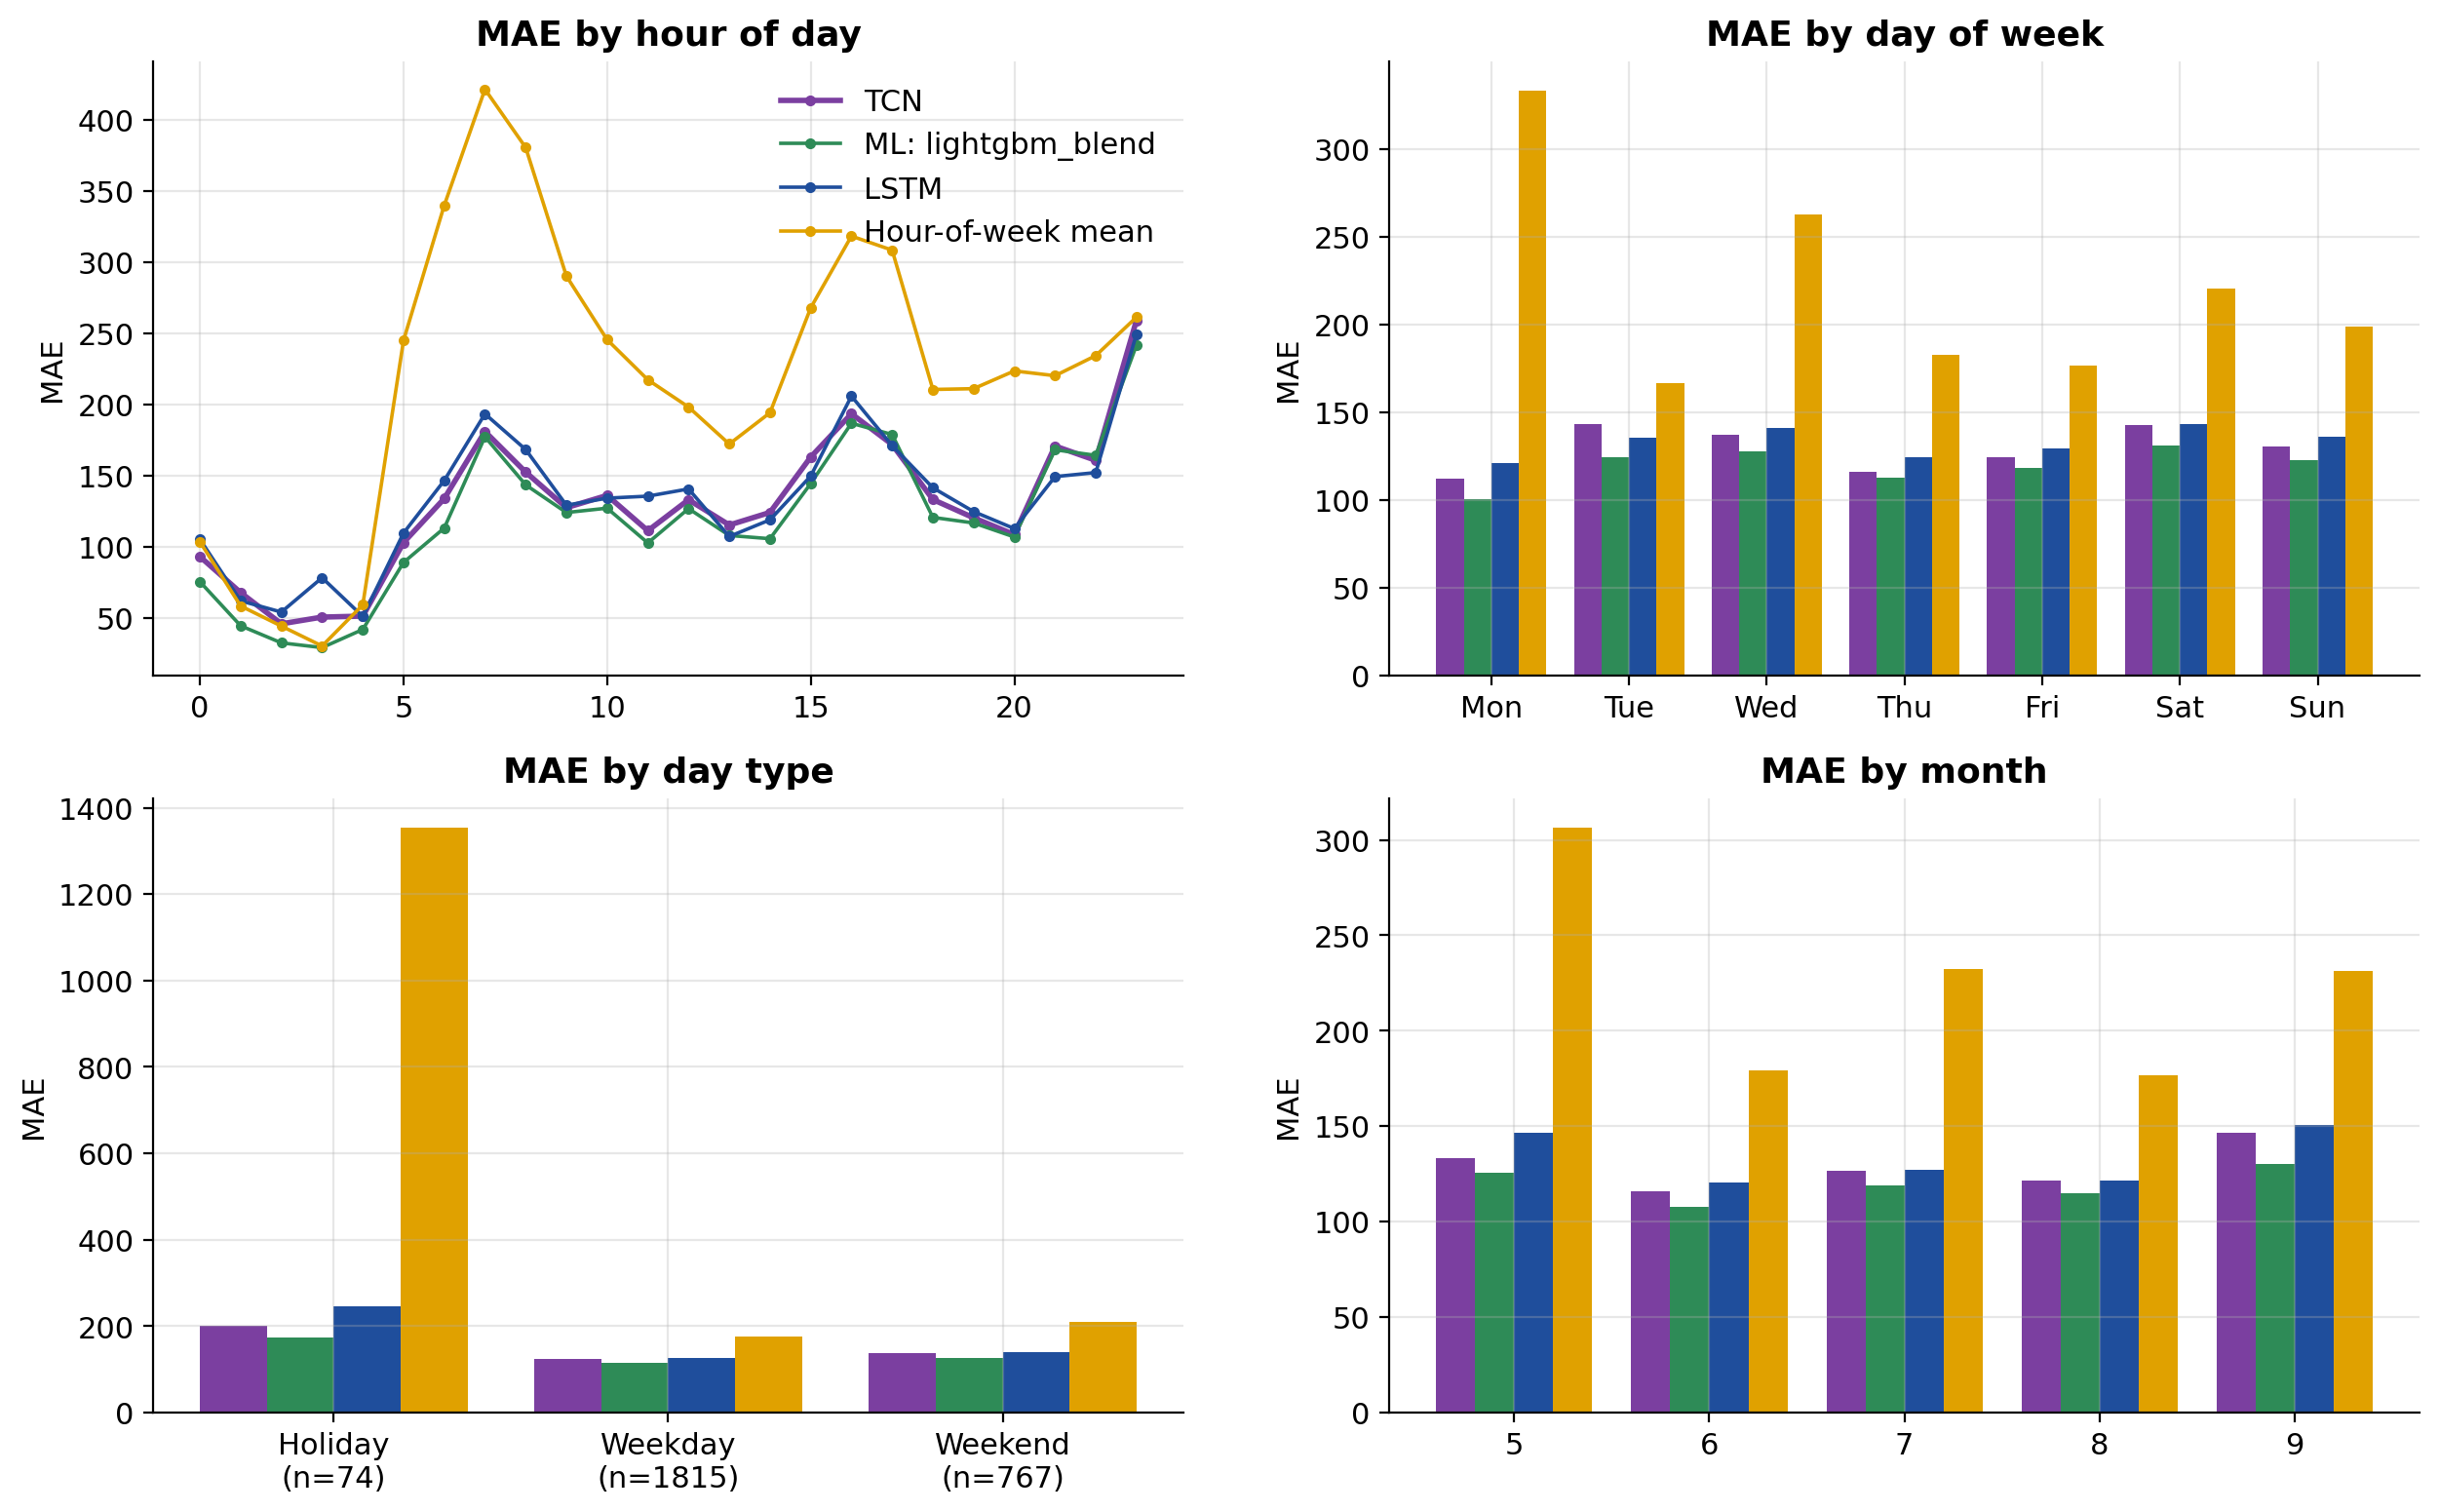 MAE by hour of day
MAE
400
350
300
250
200
150
100
50
0 5 10 15 20
TCN
ML: lightgbm_blend
LSTM
Hour-of-week mean
MAE by day of week
MAE
300
250
200
150
100
50
0
Mon Tue Wed Thu Fri Sat Sun
MAE by day type
MAE
1400
1200
1000
800
600
400
200
0
Holiday Weekday Weekend
(n=74) (n=1815) (n=767)
MAE by month
MAE
300
250
200
150
100
50
0
5 6 7 8 9